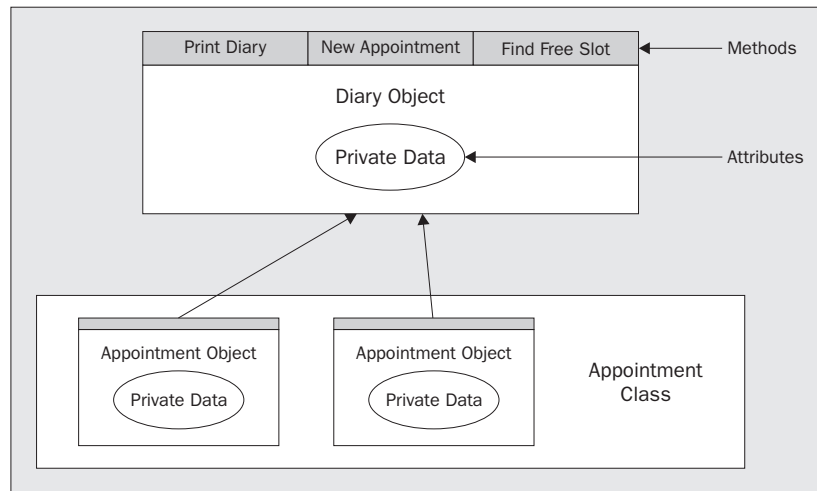 Print Diary
New Appointment
Find Free Slot
Methods
Diary Object
Private Data
Attributes
Appointment Object
Private Data
Appointment Object
Private Data
Appointment
Class